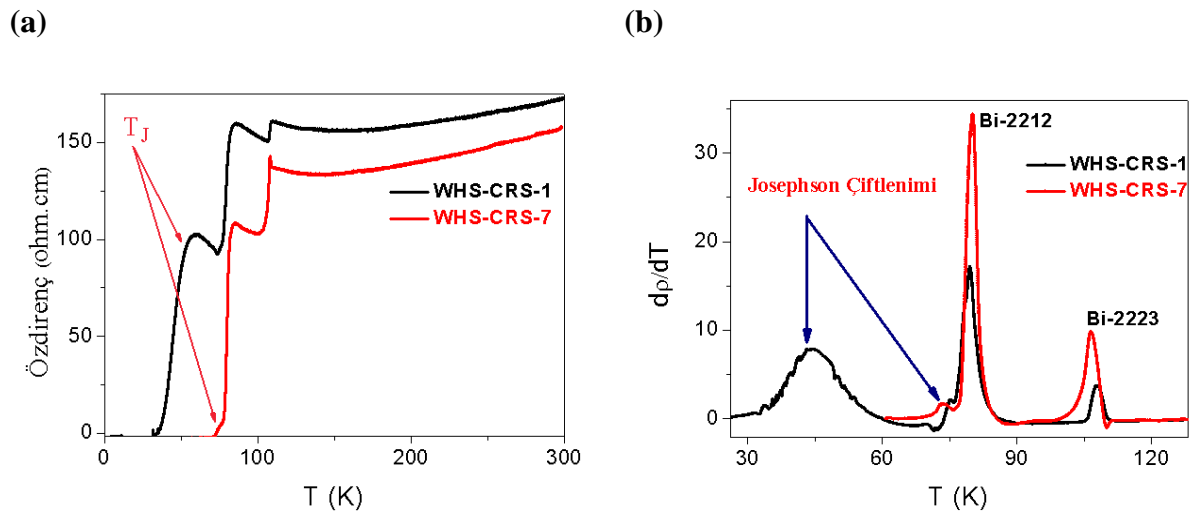 (a)
(b)
Özdirenç (ohm.cm)
150
100
50
0
T_J
WHS-CRS-1
WHS-CRS-7
0
100
200
300
T (K)
dρ/dT
30
20
10
0
Josephson Çiftlenimi
Bi-2212
WHS-CRS-1
WHS-CRS-7
Bi-2223
30
60
90
120
T (K)